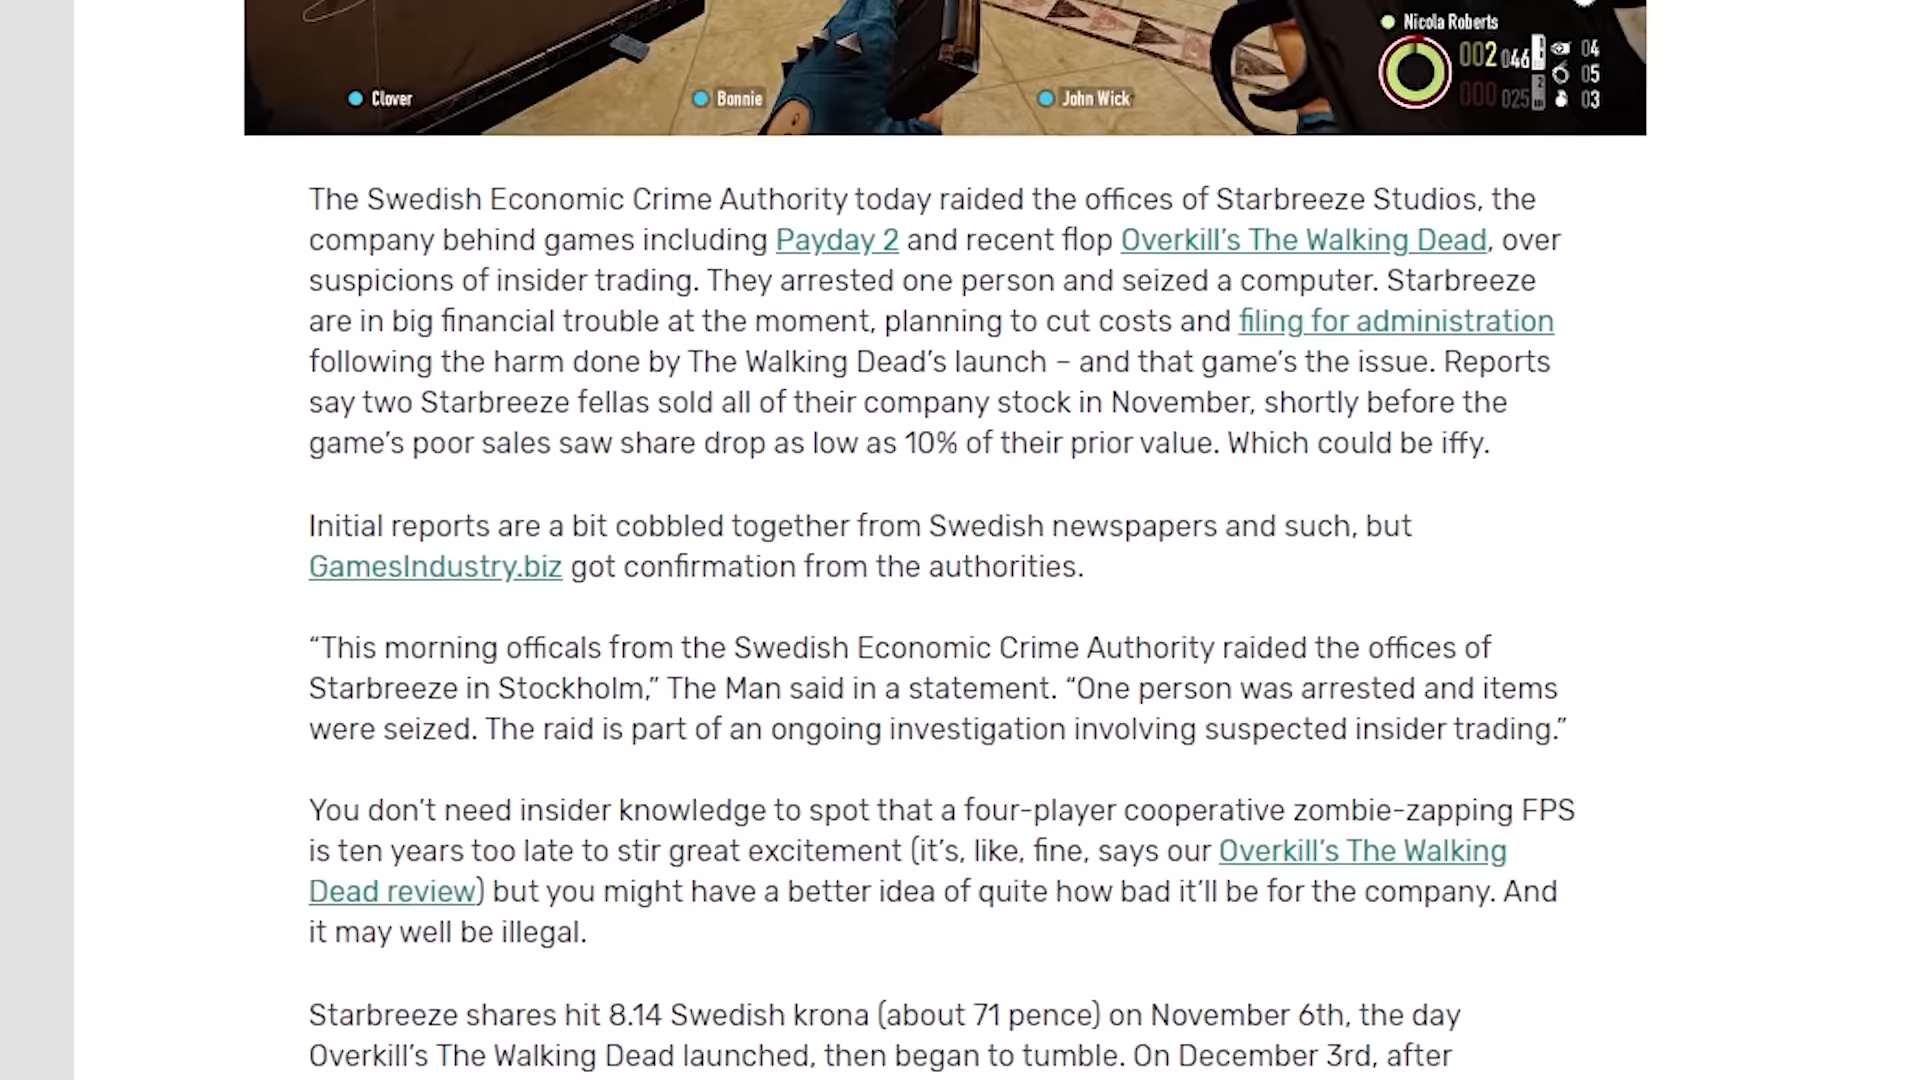 Nicola Roberts
002 046 04
05
000 025 03
Clover Bonnie John Wick
The Swedish Economic Crime Authority today raided the offices of Starbreeze Studios, the
company behind games including Payday 2 and recent flop Overkill’s The Walking Dead, over
suspicions of insider trading. They arrested one person and seized a computer. Starbreeze
are in big financial trouble at the moment, planning to cut costs and filing for administration
following the harm done by The Walking Dead’s launch – and that game’s the issue. Reports
say two Starbreeze fellas sold all of their company stock in November, shortly before the
game’s poor sales saw share drop as low as 10% of their prior value. Which could be iffy.
Initial reports are a bit cobbled together from Swedish newspapers and such, but
GamesIndustry.biz got confirmation from the authorities.
“This morning officals from the Swedish Economic Crime Authority raided the offices of
Starbreeze in Stockholm,” The Man said in a statement. “One person was arrested and items
were seized. The raid is part of an ongoing investigation involving suspected insider trading.”
You don’t need insider knowledge to spot that a four-player cooperative zombie-zapping FPS
is ten years too late to stir great excitement (it’s, like, fine, says our Overkill’s The Walking
Dead review) but you might have a better idea of quite how bad it’ll be for the company. And
it may well be illegal.
Starbreeze shares hit 8.14 Swedish krona (about 71 pence) on November 6th, the day
Overkill’s The Walking Dead launched, then began to tumble. On December 3rd, after